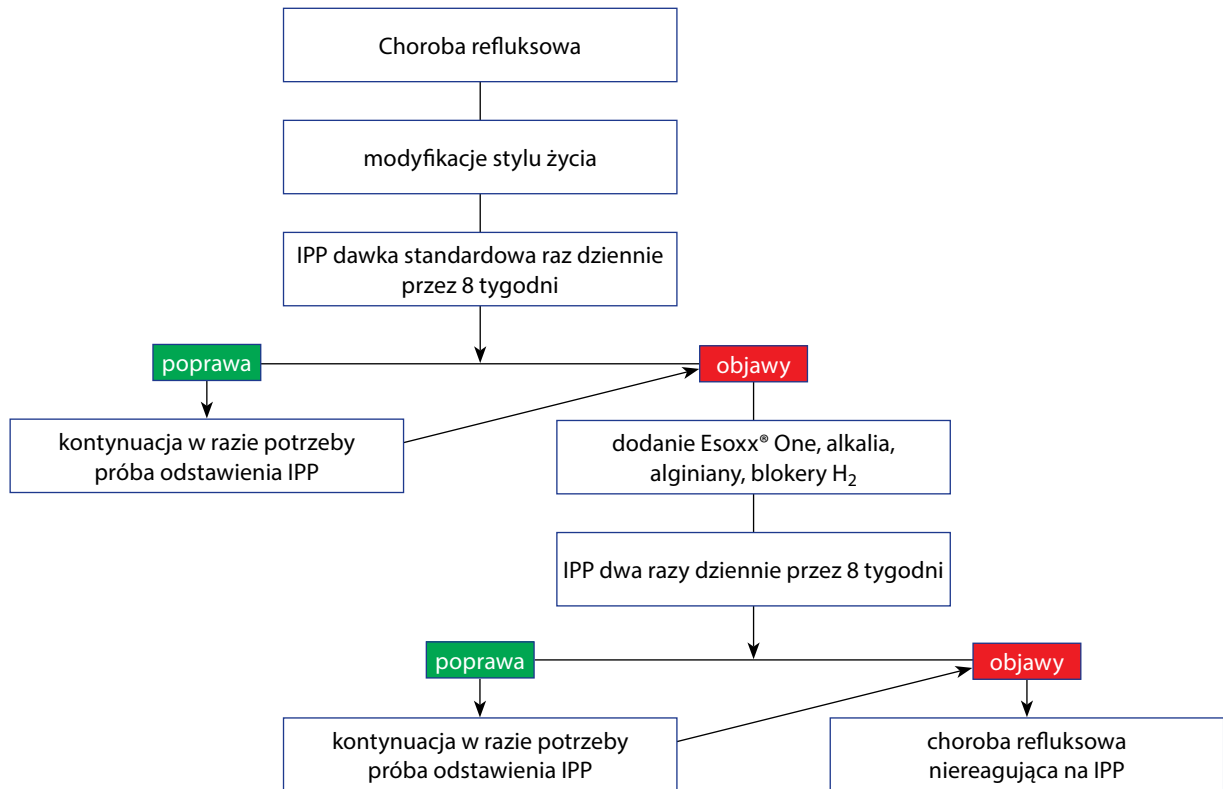 Choroba refluksowa
modyfikacje stylu życia
IPP dawka standardowa raz dziennie
przez 8 tygodni
poprawa
objawy
kontynuacja w razie potrzeby
próba odstawienia IPP
dodanie Esoxx® One, alkalia,
alginiany, blokery H₂
IPP dwa razy dziennie przez 8 tygodni
poprawa
objawy
kontynuacja w razie potrzeby
próba odstawienia IPP
choroba refluksowa
niereagująca na IPP